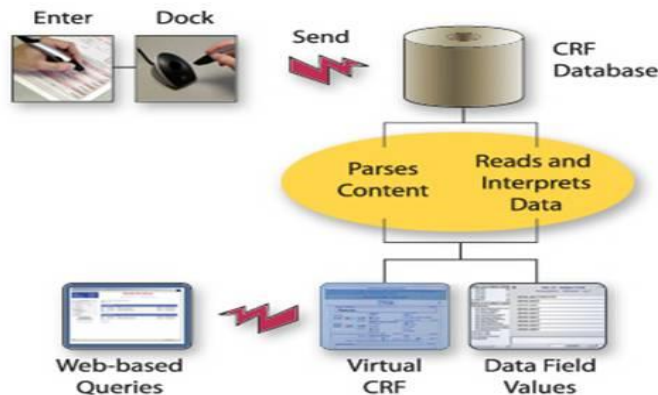 Enter
Dock
Send
CRF
Database
Parses
Content
Reads and
Interprets
Data
Web-based
Queries
Virtual
CRF
Data Field
Values